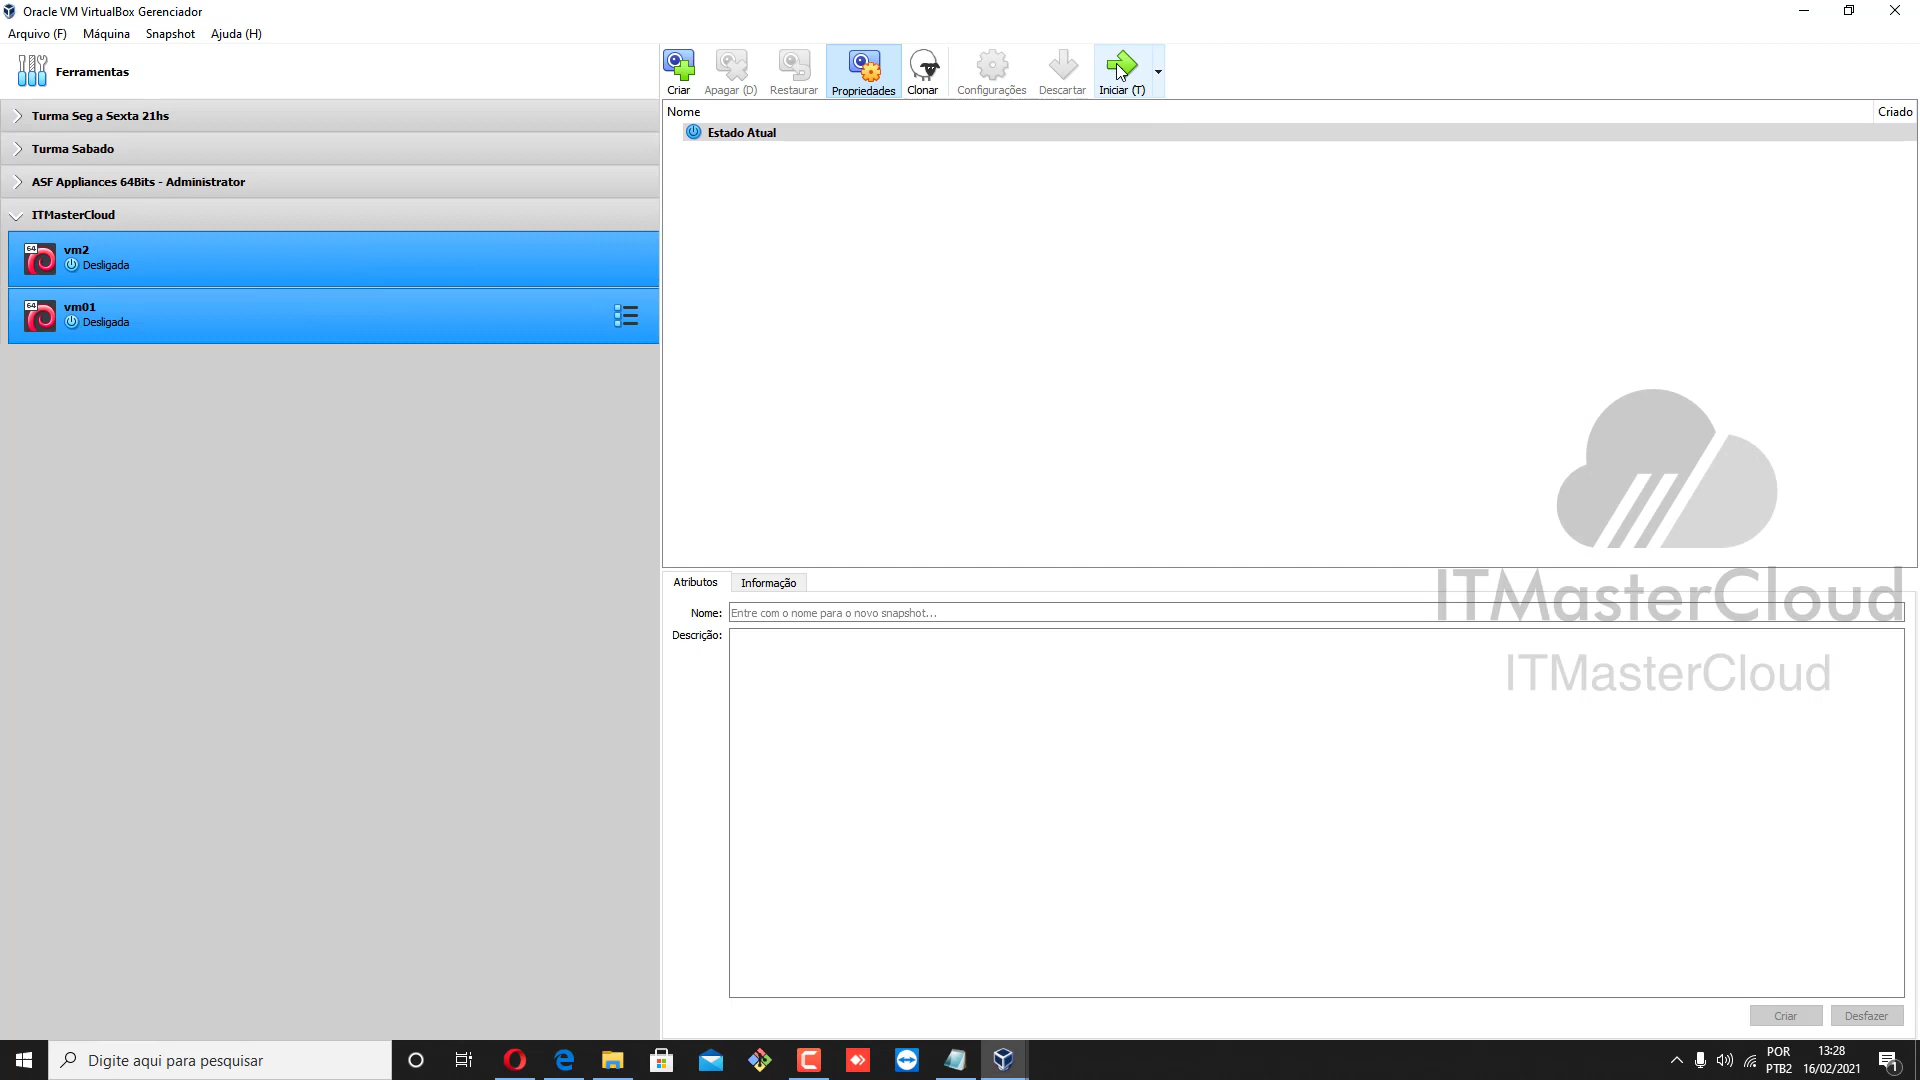 Oracle VM VirtualBox Gerenciador
Arquivo (F) Máquina Snapshot Ajuda (H)
Ferramentas
Criar Apagar (D) Restaurar Propriedades Clonar Configurações Descartar Iniciar (T)
Turma Seg a Sexta 21hs
Turma Sabado
ASF Appliances 64Bits - Administrator
ITMasterCloud
64
vm2
Desligada
64
vm01
Desligada
Nome Criado
Estado Atual
ITMasterCloud
ITMasterCloud
Atributos Informação
Nome: Entre com o nome para o novo snapshot...
Descrição:
Criar Desfazer
Digite aqui para pesquisar
POR
PTB2
13:28
16/02/2021
1